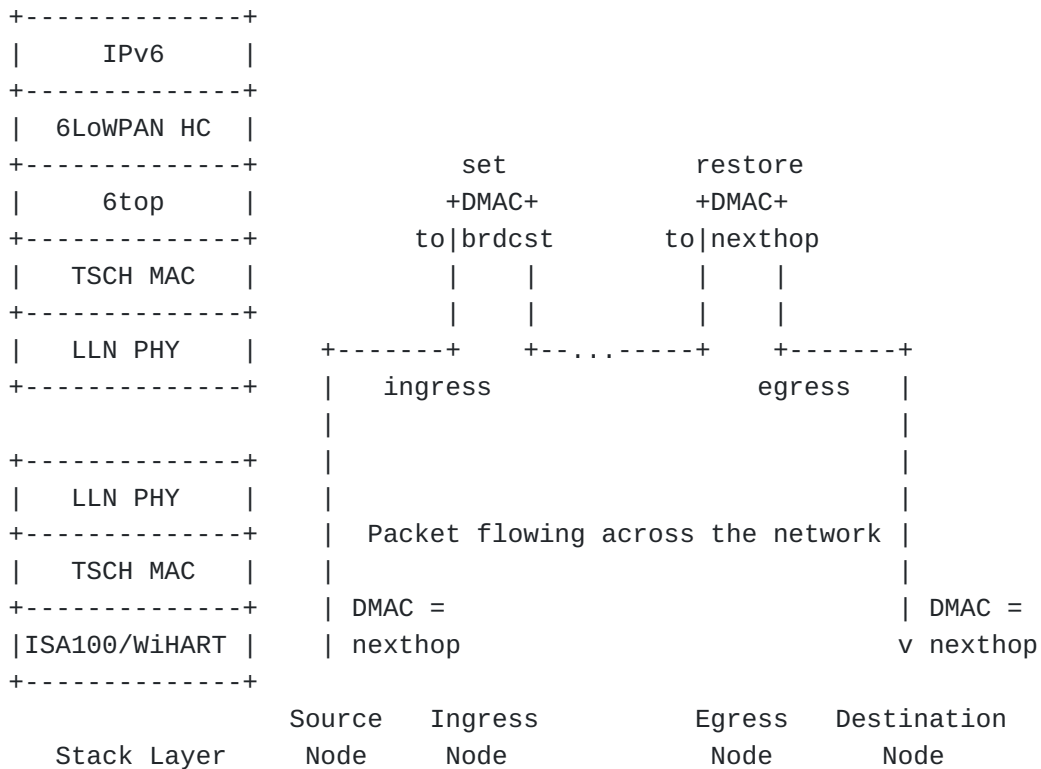 +--------------+
|     IPv6     |
+--------------+
|  6LoWPAN HC  |
+--------------+             set            restore
|     6top     |            +DMAC+          +DMAC+
+--------------+          to|brdcst       to|nexthop
|   TSCH MAC   |            |    |          |    |
+--------------+            |    |          |    |
|   LLN PHY    |    +-------+    +--...-----+    +-------+
+--------------+    |   ingress                 egress   |
                    |                                    |
+--------------+    |                                    |
|   LLN PHY    |    |                                    |
+--------------+    |  Packet flowing across the network |
|   TSCH MAC   |    |                                    |
+--------------+    | DMAC =                             | DMAC =
|ISA100/WiHART |    | nexthop                            v nexthop
+--------------+
                  Source   Ingress          Egress   Destination
   Stack Layer     Node     Node             Node       Node